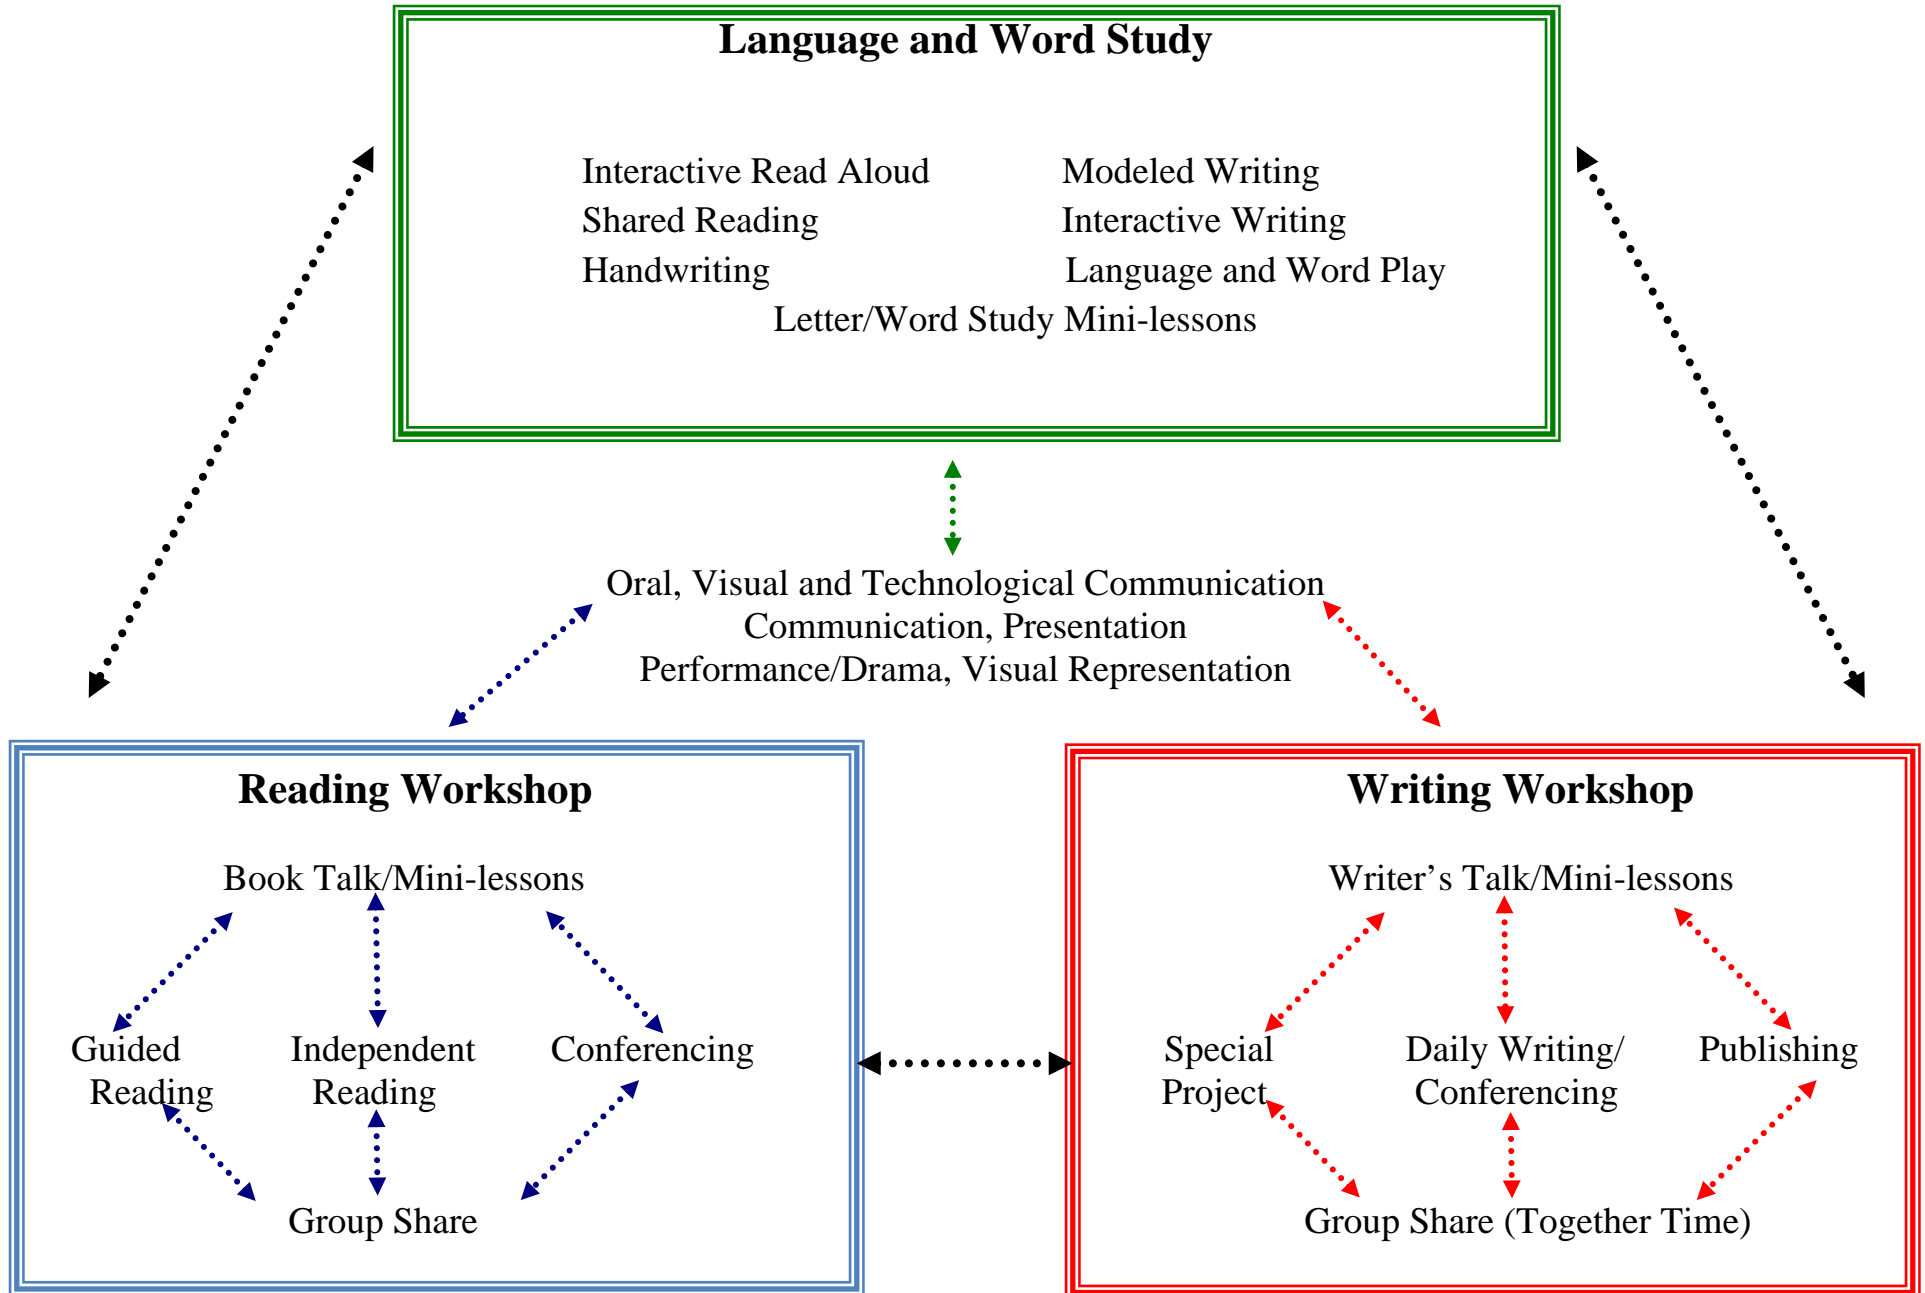 Language and Word Study
Interactive Read Aloud Modeled Writing
Shared Reading Interactive Writing
Handwriting Language and Word Play
Letter/Word Study Mini-lessons
Oral, Visual and Technological Communication
Communication, Presentation
Performance/Drama, Visual Representation
Reading Workshop
Book Talk/Mini-lessons
Guided Independent Conferencing
Reading Reading
Group Share
Writing Workshop
Writer’s Talk/Mini-lessons
Special Daily Writing/ Publishing
Project Conferencing
Group Share (Together Time)